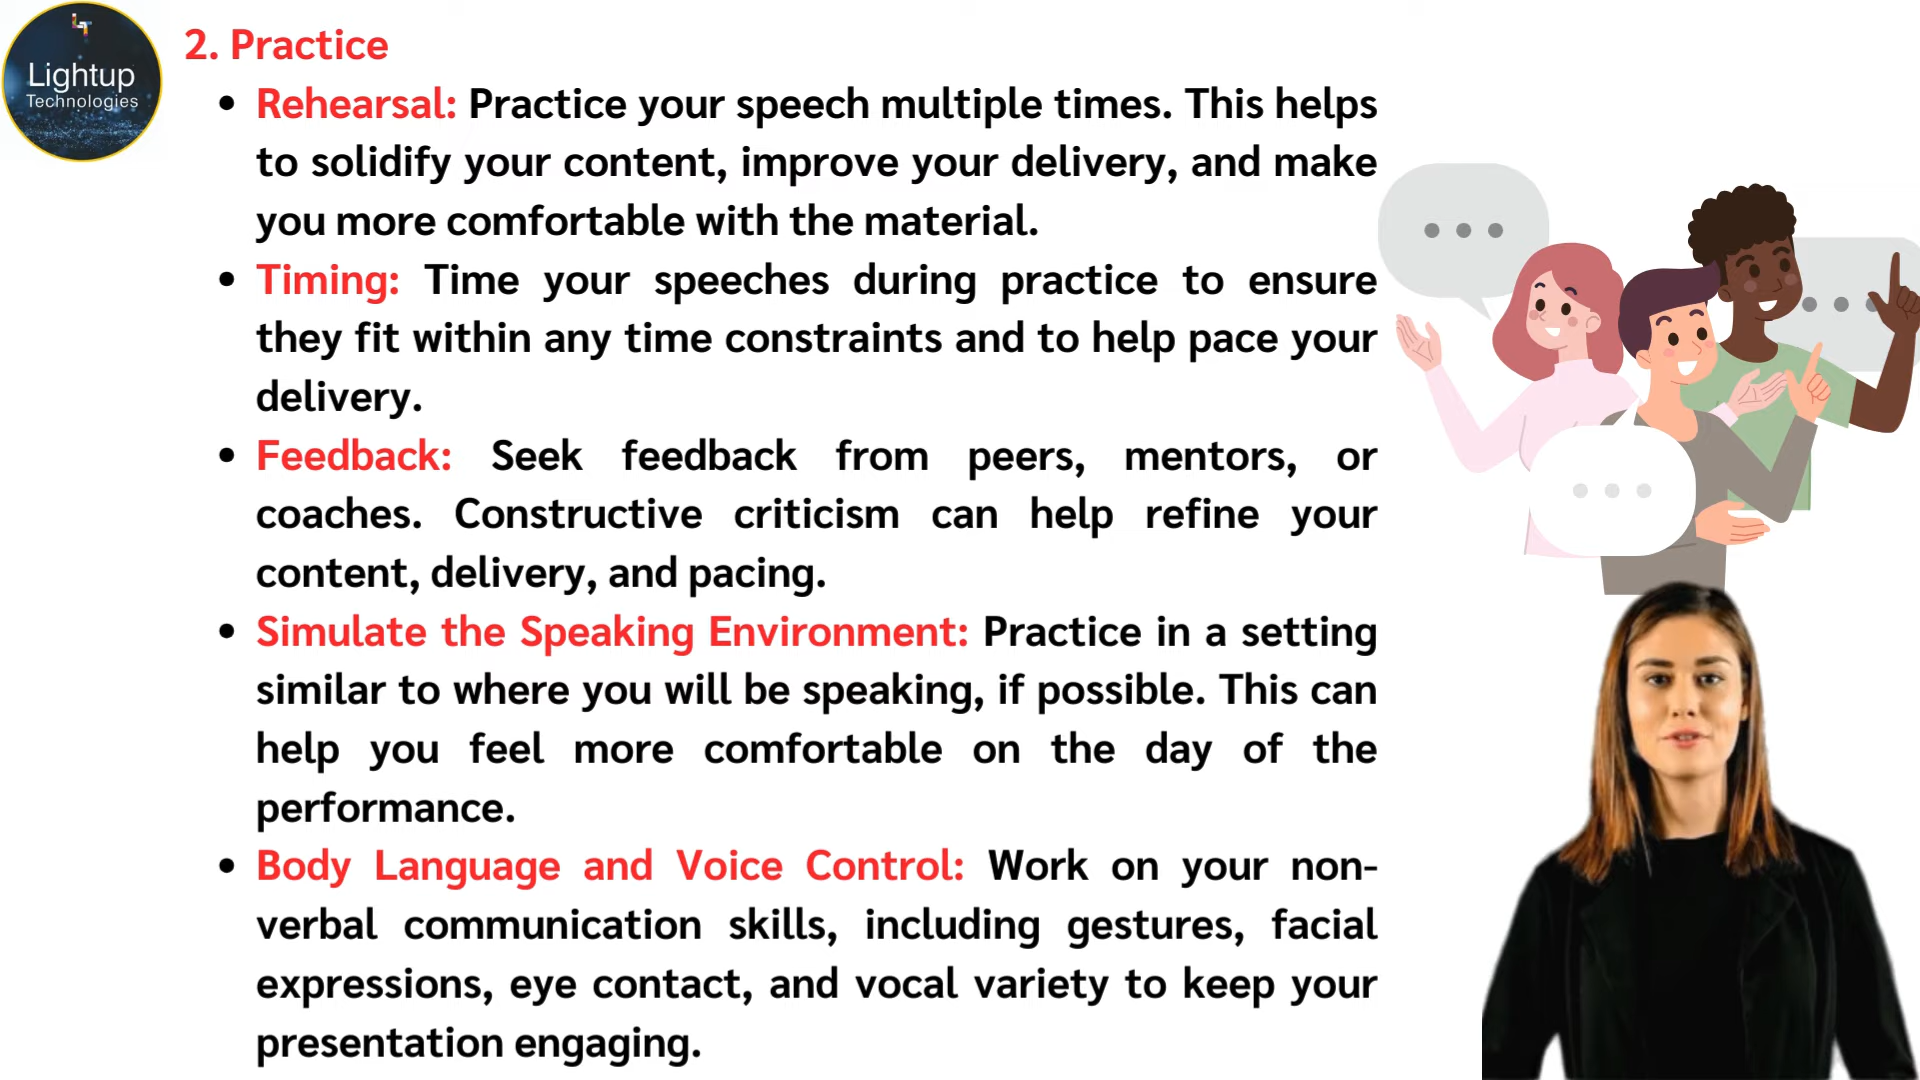 Lightup
Technologies
2. Practice
• Rehearsal: Practice your speech multiple times. This helps
to solidify your content, improve your delivery, and make
you more comfortable with the material.
• Timing: Time your speeches during practice to ensure
they fit within any time constraints and to help pace your
delivery.
• Feedback: Seek feedback from peers, mentors, or
coaches. Constructive criticism can help refine your
content, delivery, and pacing.
• Simulate the Speaking Environment: Practice in a setting
similar to where you will be speaking, if possible. This can
help you feel more comfortable on the day of the
performance.
• Body Language and Voice Control: Work on your non-
verbal communication skills, including gestures, facial
expressions, eye contact, and vocal variety to keep your
presentation engaging.